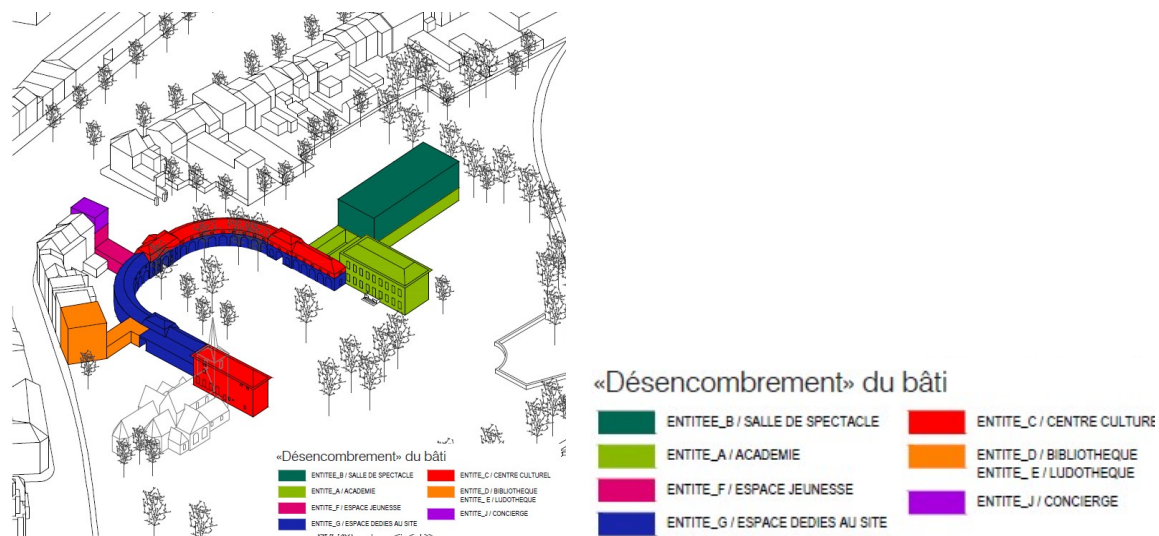 «Désencombrement» du bâti
ENTITEE_B / SALLE DE SPECTACLE
ENTITE_A / ACADEMIE
ENTITE_F / ESPACE JEUNESSE
ENTITE_G / ESPACE DEDIES AU SITE
ENTITE_C / CENTRE CULTUREL
ENTITE_D / BIBLIOTHEQUE
ENTITE_E / LUDOTHEQUE
ENTITE_J / CONCIERGE
«Désencombrement» du bâti
ENTITEE_B / SALLE DE SPECTACLE
ENTITE_A / ACADEMIE
ENTITE_F / ESPACE JEUNESSE
ENTITE_G / ESPACE DEDIES AU SITE
ENTITE_C / CENTRE CULTURE
ENTITE_D / BIBLIOTHEQUE
ENTITE_E / LUDOTHEQUE
ENTITE_J / CONCIERGE